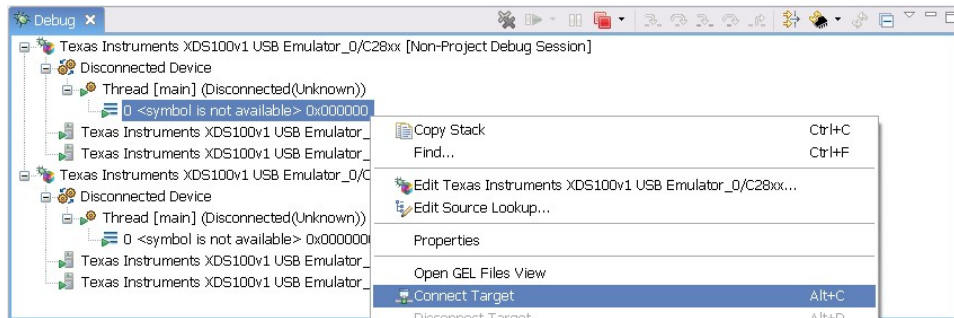 Debug
Texas Instruments XDS100v1 USB Emulator_0/C28xx [Non-Project Debug Session]
Disconnected Device
Thread [main] (Disconnected(Unknown))
0 <symbol is not available> 0x000000
Texas Instruments XDS100v1 USB Emulator_
Texas Instruments XDS100v1 USB Emulator_
Texas Instruments XDS100v1 USB Emulator_0/C
Disconnected Device
Thread [main] (Disconnected(Unknown))
0 <symbol is not available> 0x0000000
Texas Instruments XDS100v1 USB Emulator_
Texas Instruments XDS100v1 USB Emulator_
Copy Stack Ctrl+C
Find... Ctrl+F
Edit Texas Instruments XDS100v1 USB Emulator_0/C28xx...
Edit Source Lookup...
Properties
Open GEL Files View
Connect Target Alt+C
Disconnect Target Alt+D